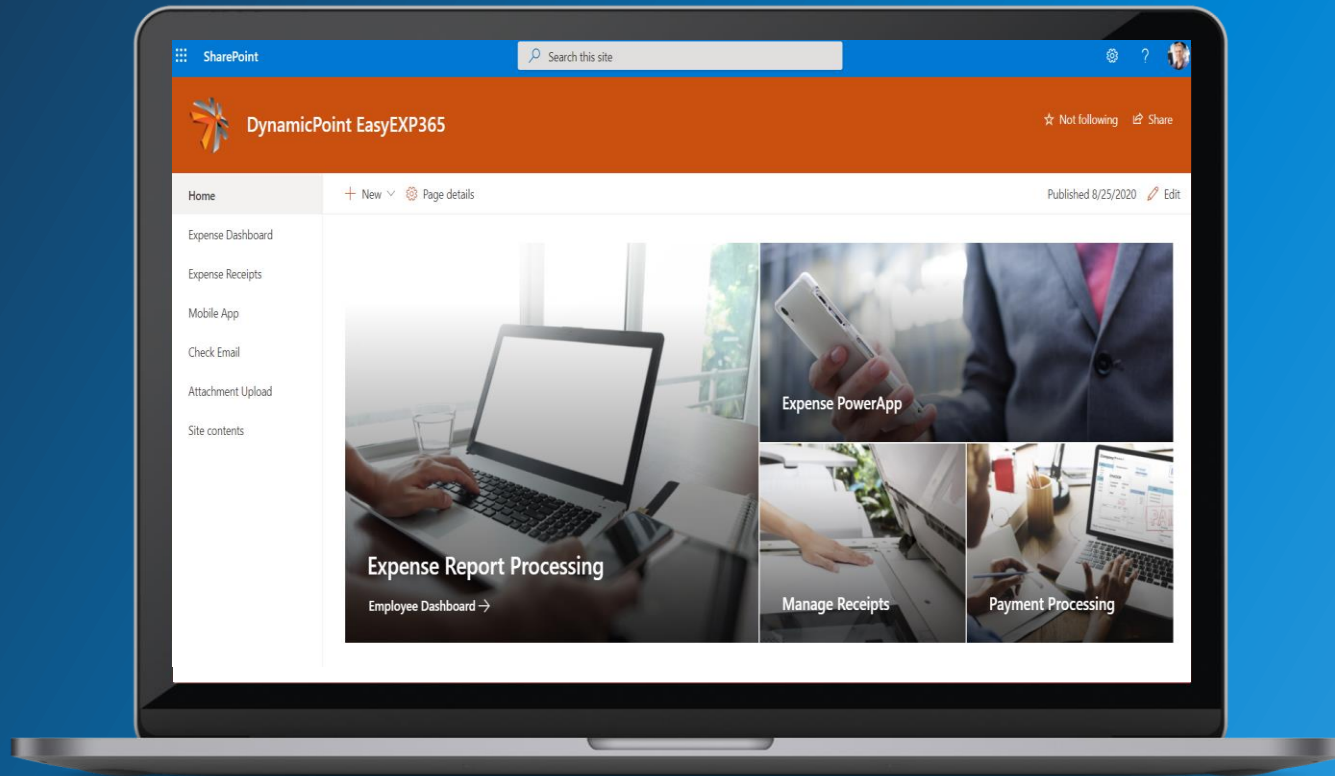 SharePoint
Search this site
?
DynamicPoint EasyEXP365
Not following
Share
Home
New
Page details
Published 8/25/2020
Edit
Expense Dashboard
Expense Receipts
Mobile App
Check Email
Attachment Upload
Site contents
Expense PowerApp
Expense Report Processing
Employee Dashboard →
Manage Receipts
Payment Processing